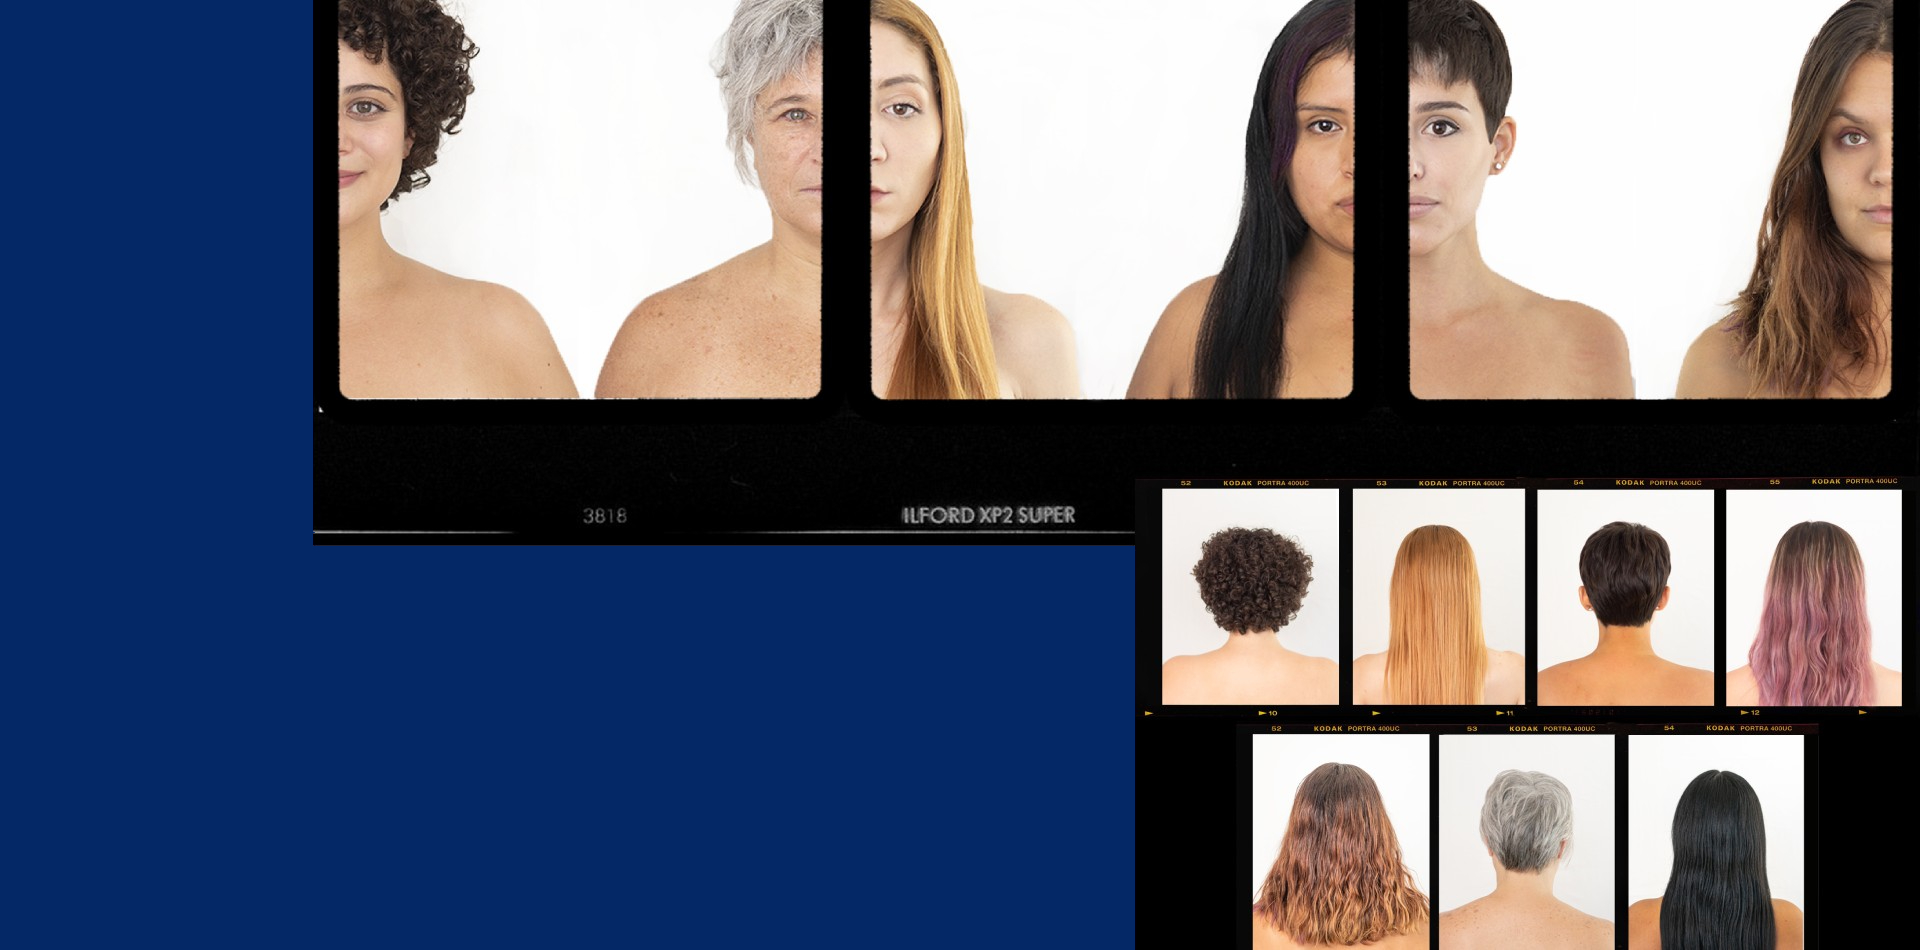 3818 ILFORD XP2 SUPER
52 KODAK PORTRA 400UC 53 KODAK PORTRA 400UC 54 KODAK PORTRA 400UC 55 KODAK PORTRA 400UC
10 11 12
52 KODAK PORTRA 400UC 53 KODAK PORTRA 400UC 54 KODAK PORTRA 400UC